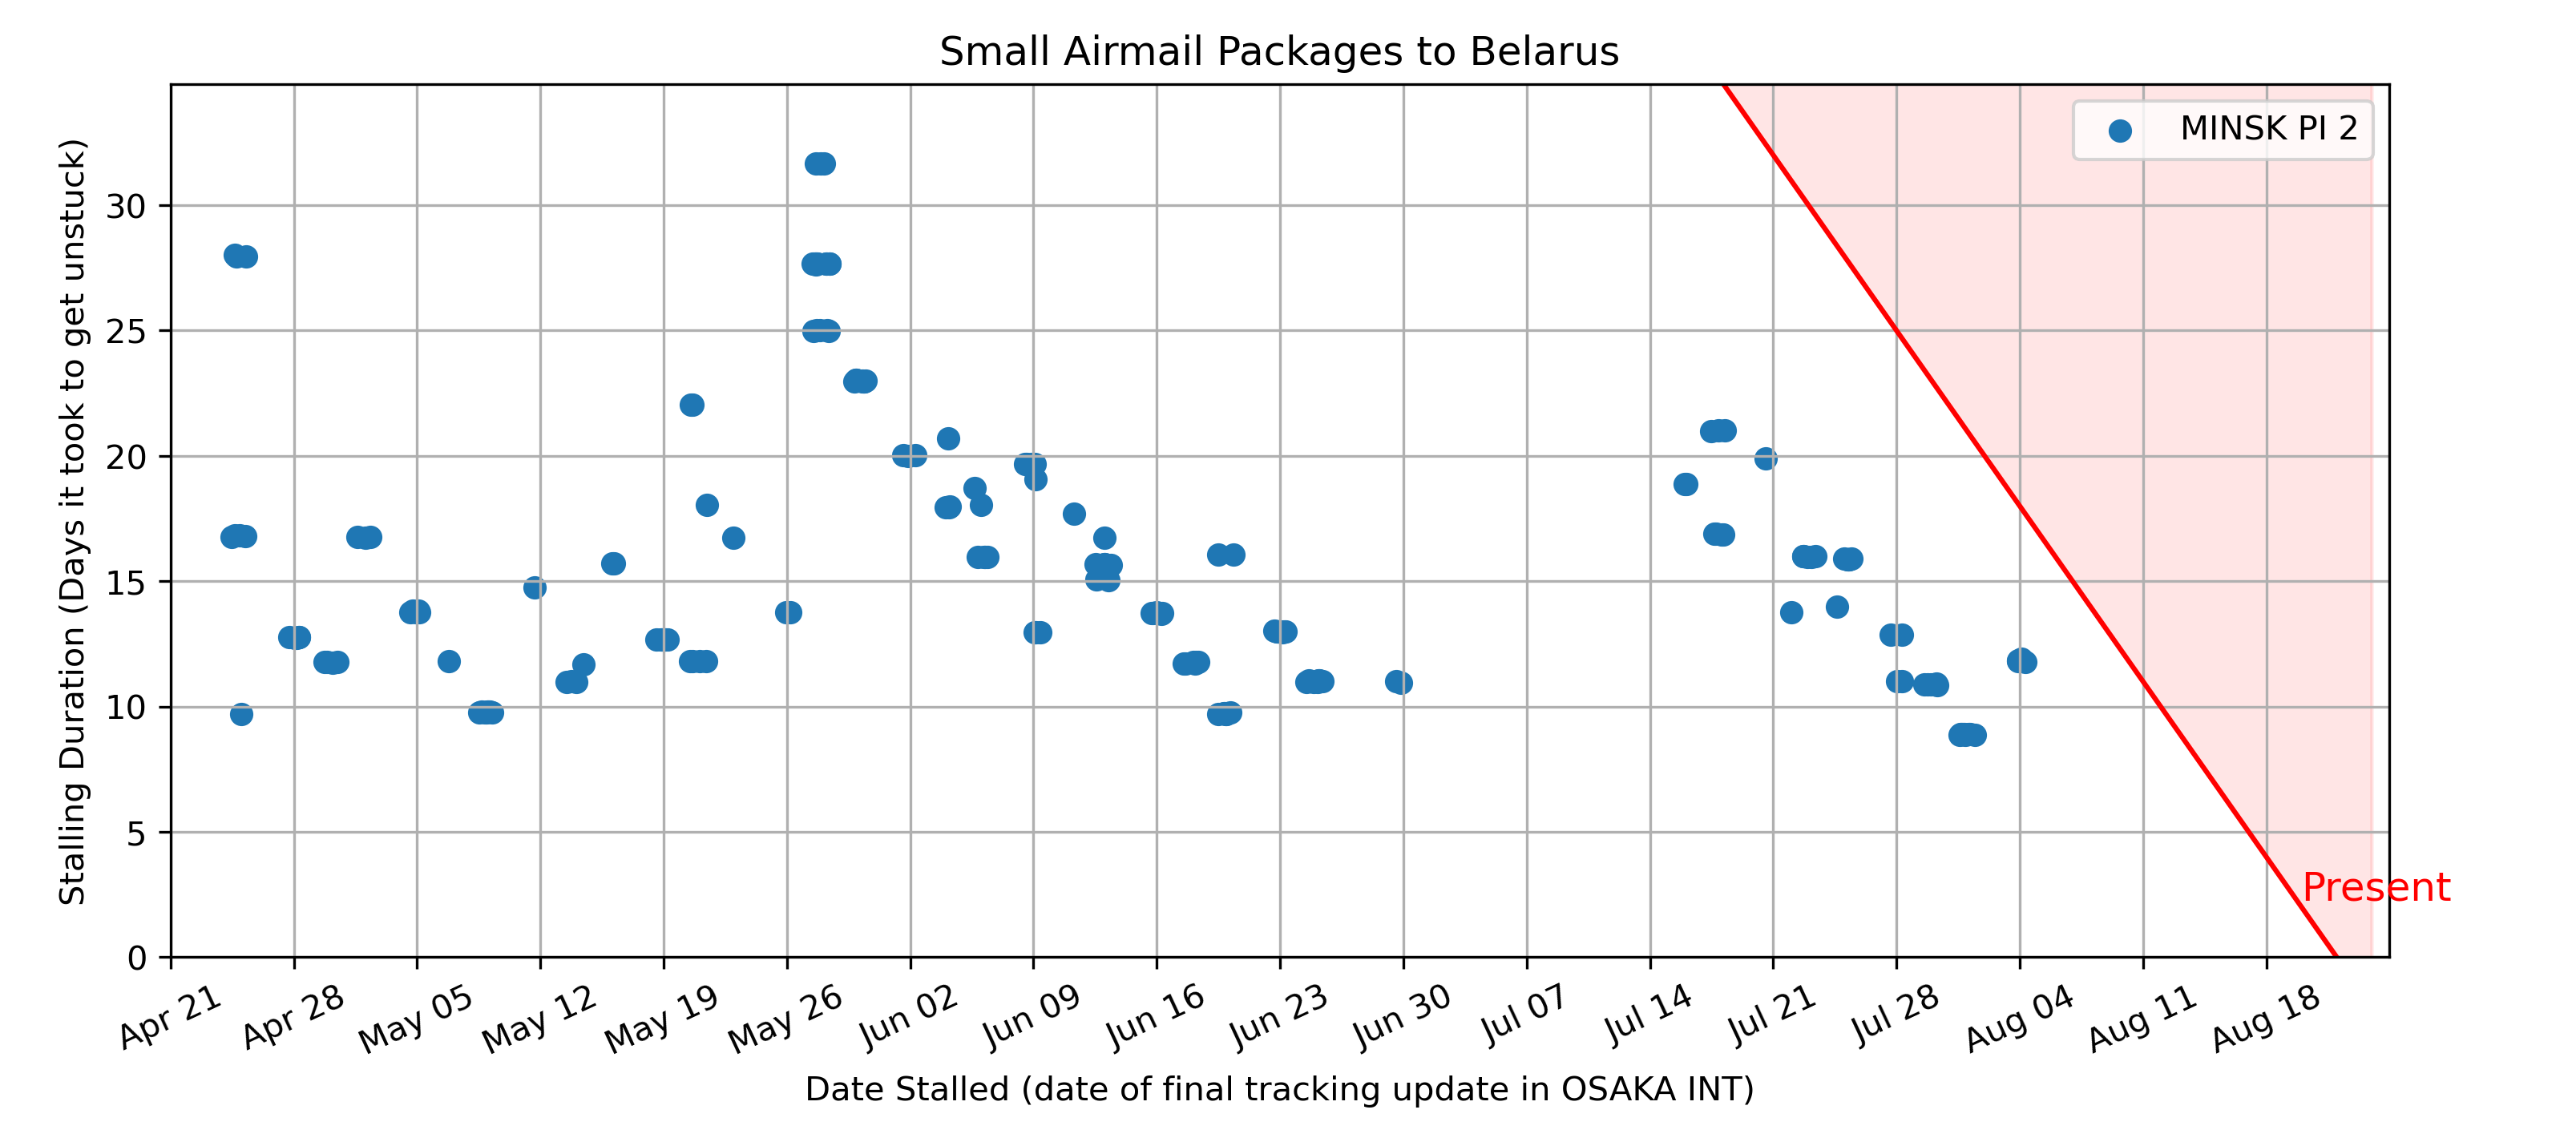 Small Airmail Packages to Belarus
MINSK PI 2
Stalling Duration (Days it took to get unstuck)
30
25
20
15
10
5
0
Present
Apr 21
Apr 28
May 05
May 12
May 19
May 26
Jun 02
Jun 09
Jun 16
Jun 23
Jun 30
Jul 07
Jul 14
Jul 21
Jul 28
Aug 04
Aug 11
Aug 18
Date Stalled (date of final tracking update in OSAKA INT)